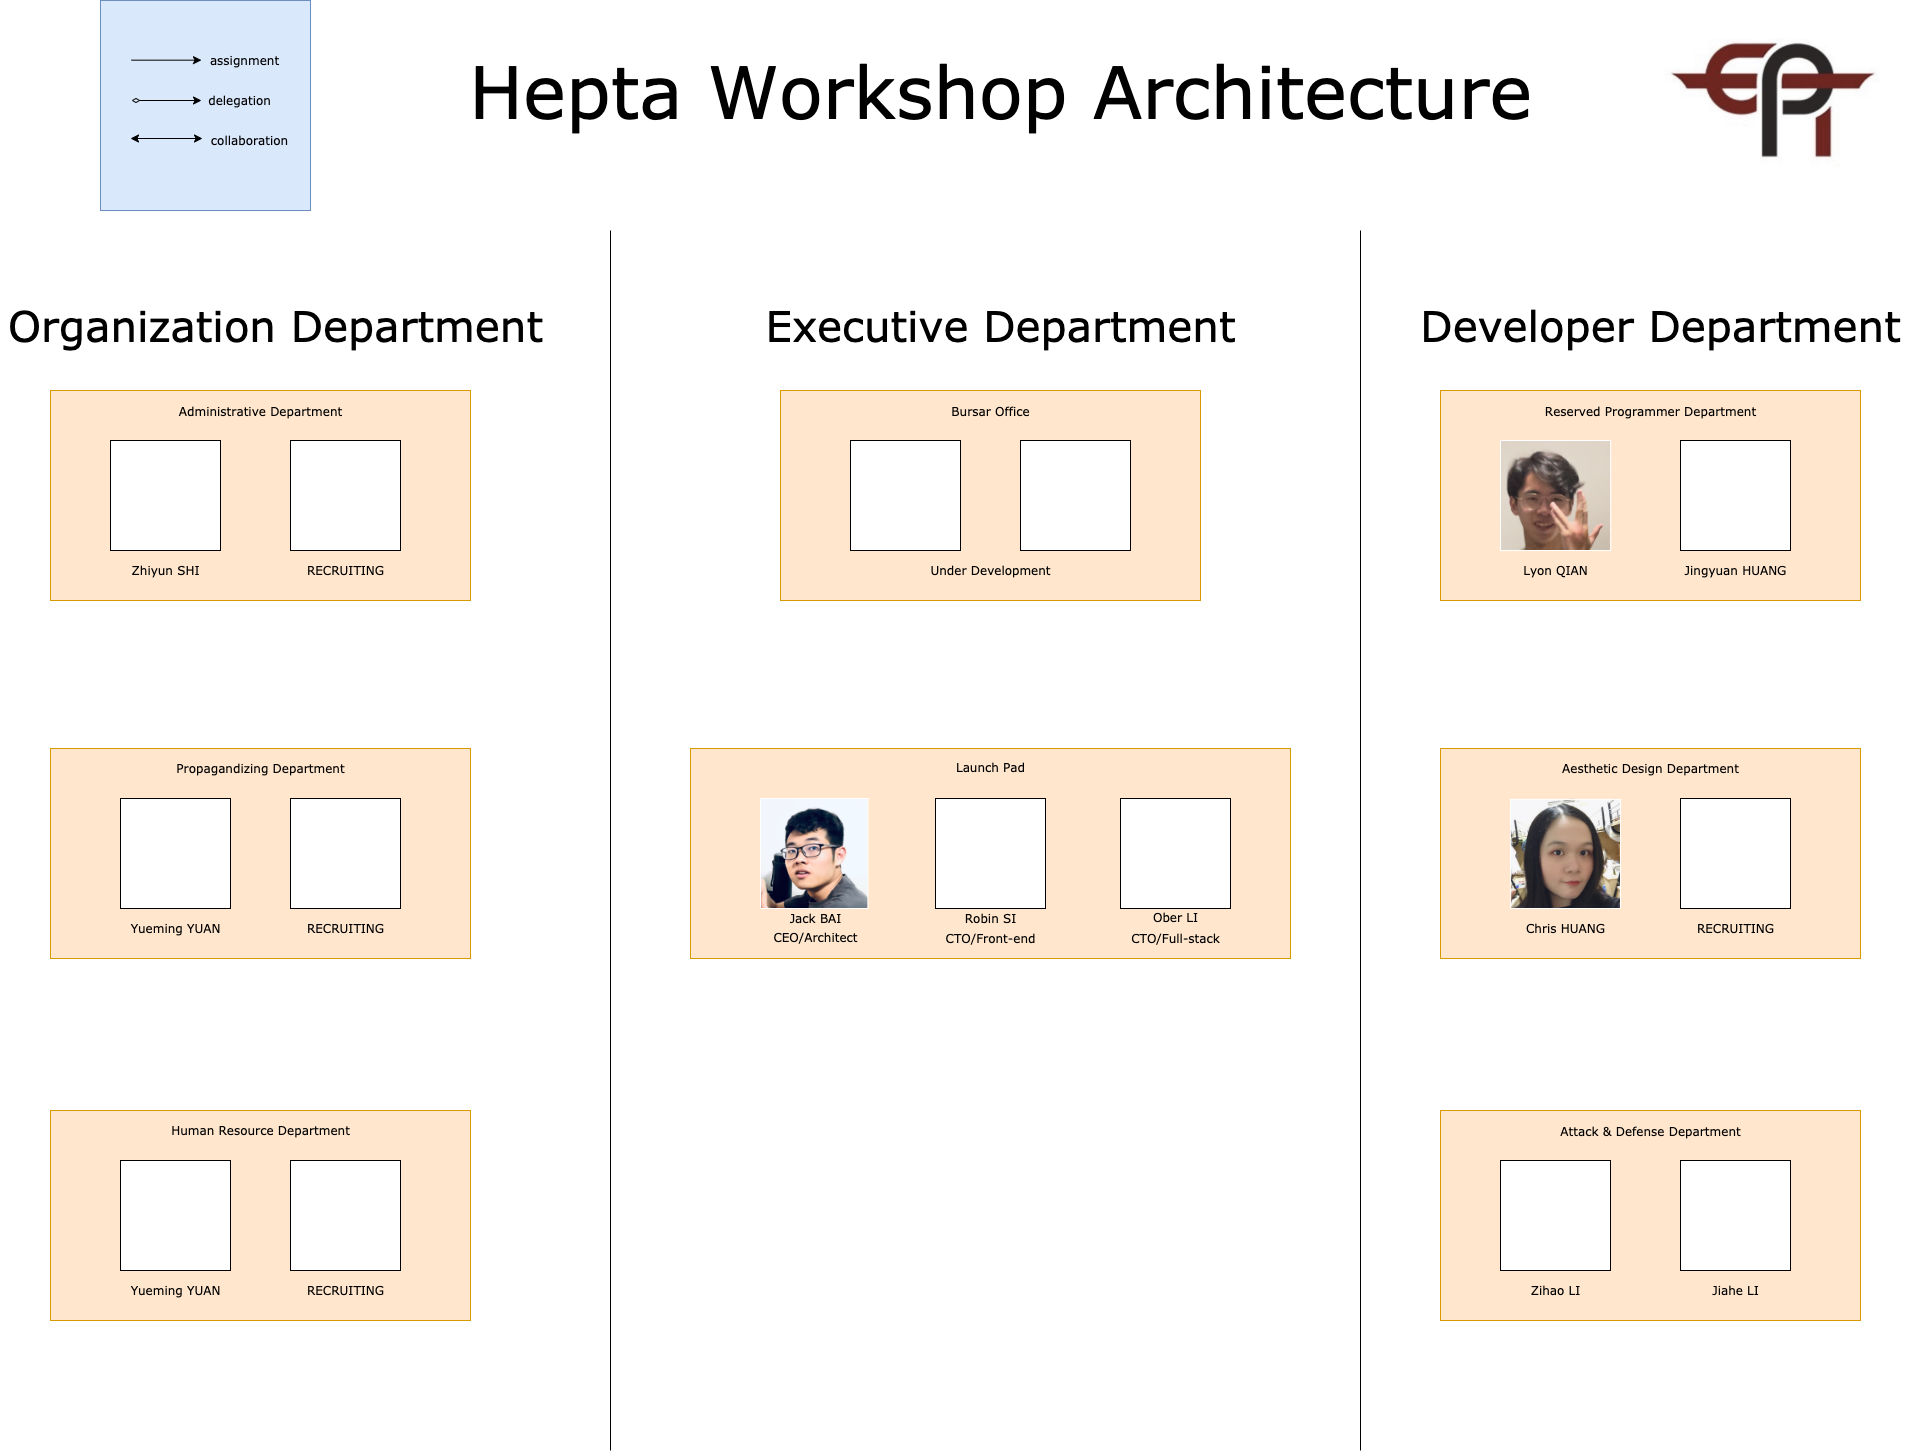 assignment
delegation
collaboration
Hepta Workshop Architecture
EPI
Organization Department
Administrative Department
Zhiyun SHI
RECRUITING
Propagandizing Department
Yueming YUAN
RECRUITING
Human Resource Department
Yueming YUAN
RECRUITING
Executive Department
Bursar Office
Under Development
Launch Pad
Jack BAI
CEO/Architect
Robin SI
CTO/Front-end
Ober LI
CTO/Full-stack
Developer Department
Reserved Programmer Department
Lyon QIAN
Jingyuan HUANG
Aesthetic Design Department
Chris HUANG
RECRUITING
Attack & Defense Department
Zihao LI
Jiahe LI